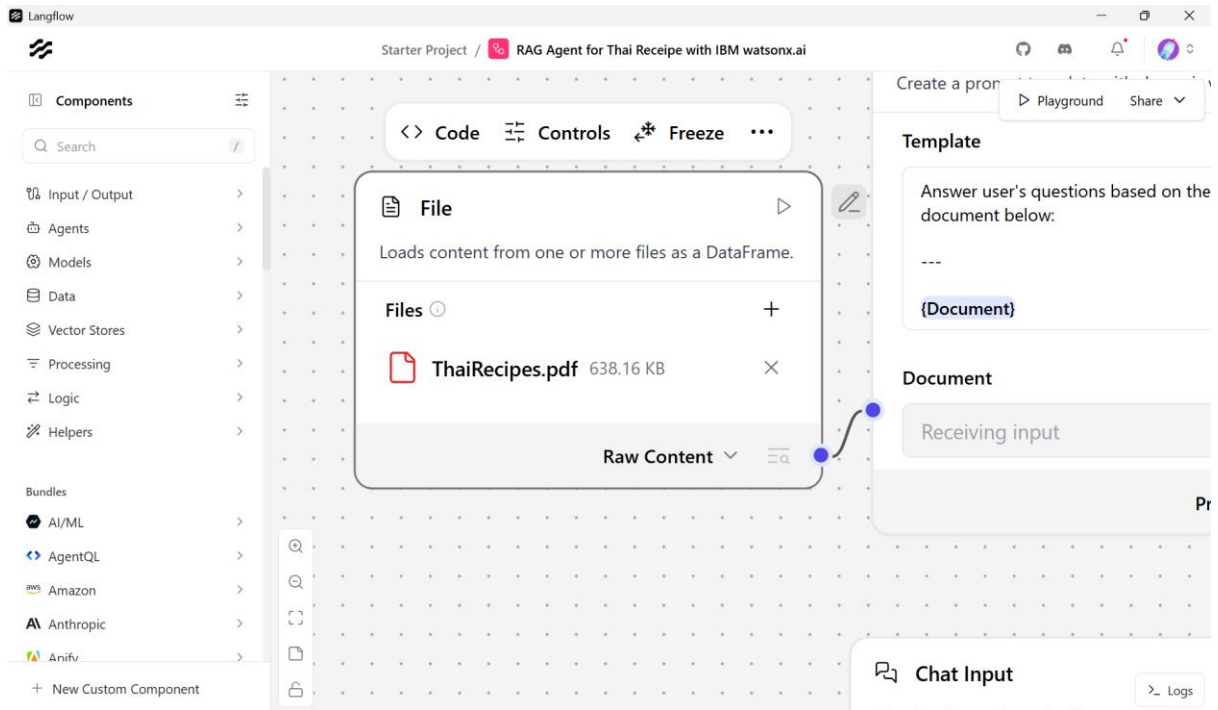 Langflow
Starter Project / RAG Agent for Thai Receipe with IBM watsonx.ai
Components
Search /
Input / Output
Agents
Models
Data
Vector Stores
Processing
Logic
Helpers
Bundles
AI/ML
AgentQL
aws Amazon
Anthropic
Apify
New Custom Component
Code Controls Freeze
File
Loads content from one or more files as a DataFrame.
Files
ThaiRecipes.pdf 638.16 KB
Raw Content
Playground Share
Template
Answer user's questions based on the
document below:
---
{Document}
Document
Receiving input
Chat Input
>_ Logs